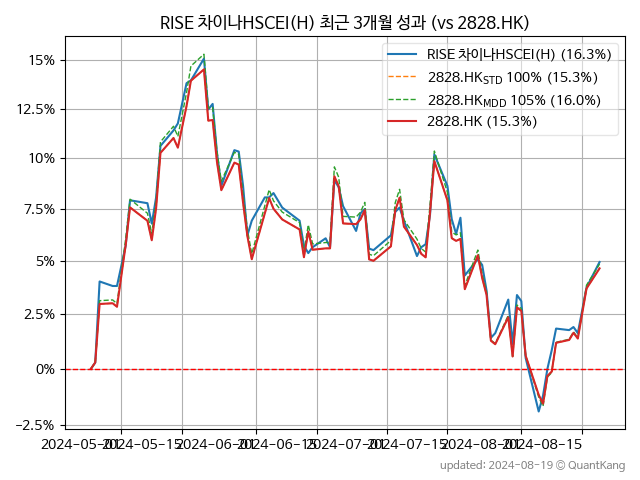 RISE 차이나HSCEI(H) 최근 3개월 성과 (vs 2828.HK)
RISE 차이나HSCEI(H) (16.3%)
2828.HK_STD 100% (15.3%)
2828.HK_MDD 105% (16.0%)
2828.HK (15.3%)
15%
12.5%
10%
7.5%
5%
2.5%
0%
−2.5%
2024-05-01
2024-05-15
2024-06-01
2024-06-15
2024-07-01
2024-07-15
2024-08-01
2024-08-15
updated: 2024-08-19 ⓒ QuantKang